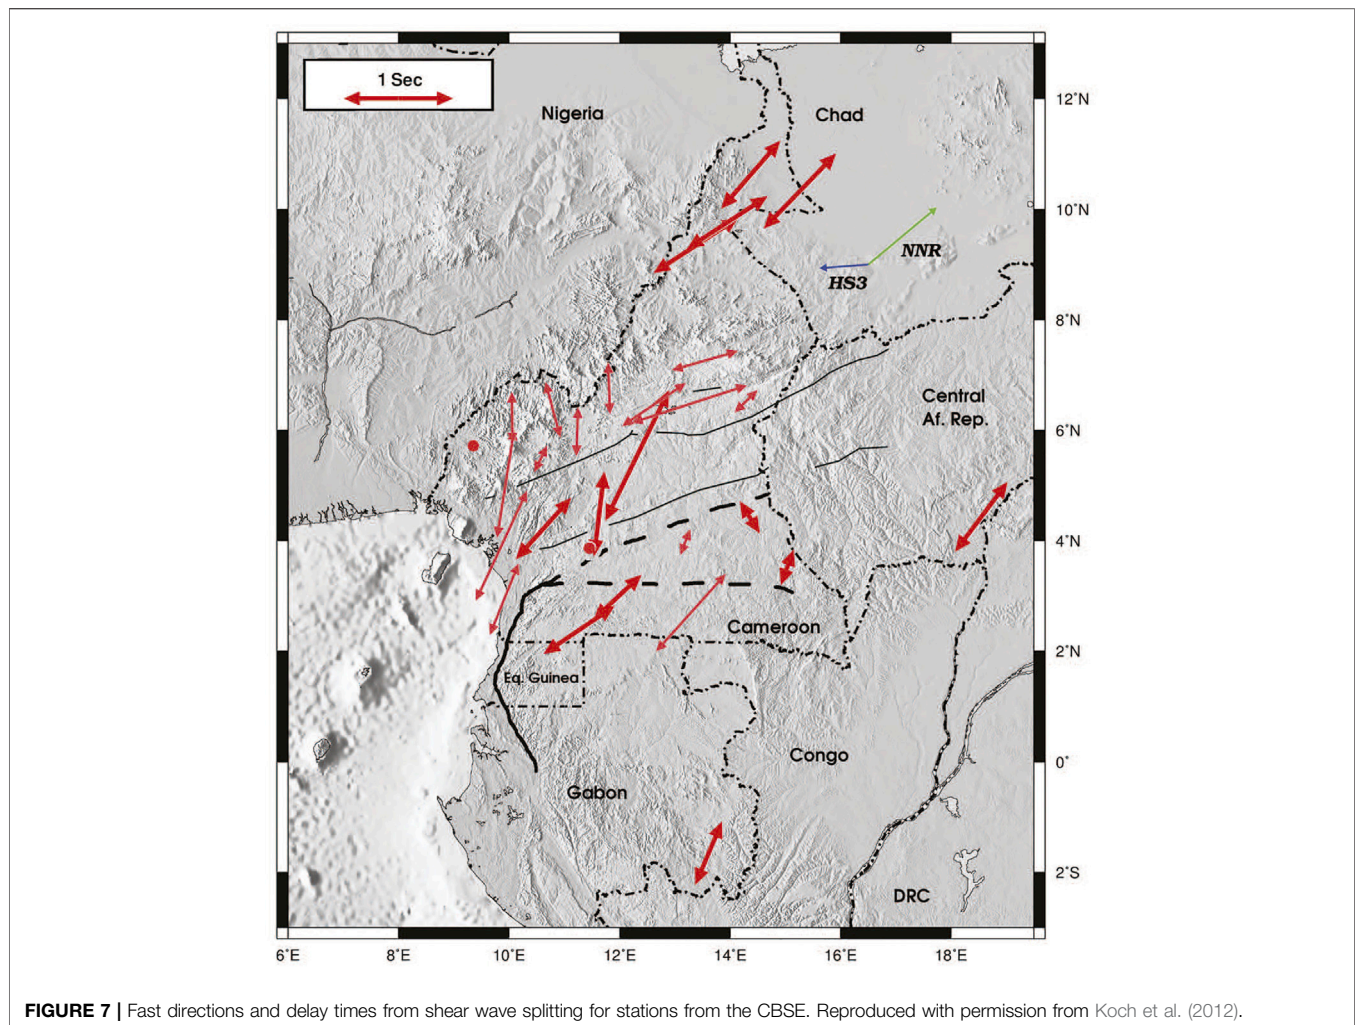 1 Sec
Nigeria
Chad
12°N
10°N
NNR
HS3
8°N
Central
Af. Rep.
6°N
4°N
Cameroon
2°N
Eq. Guinea
Congo
0°
Gabon
2°S
DRC
6°E 8°E 10°E 12°E 14°E 16°E 18°E
FIGURE 7 | Fast directions and delay times from shear wave splitting for stations from the CBSE. Reproduced with permission from Koch et al. (2012).